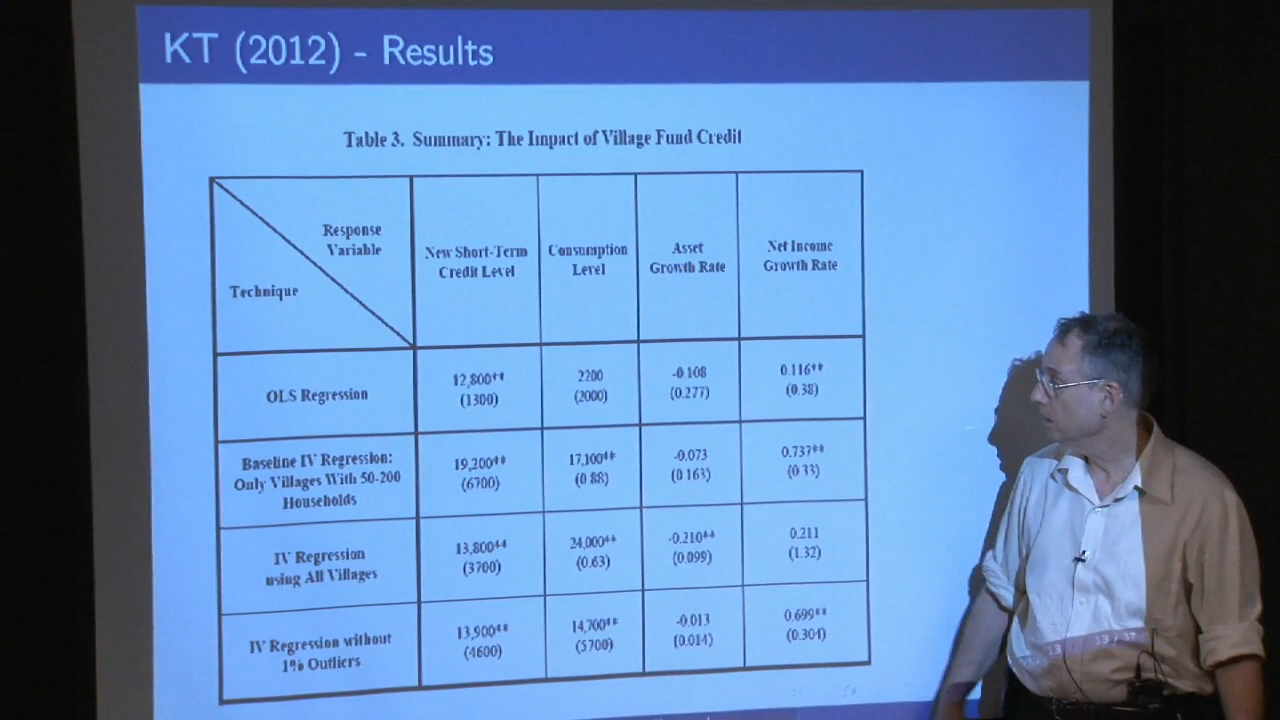 KT (2012) - Results
Table 3. Summary: The Impact of Village Fund Credit
Response
Variable
Technique
New Short-Term
Credit Level
Consumption
Level
Asset
Growth Rate
Net Income
Growth Rate
OLS Regression
12,800**
(1300)
2200
(2000)
-0.108
(0.277)
0.116**
(0.38)
Baseline IV Regression:
Only Villages With 50-200
Households
19,200**
(6700)
17,100**
(0.88)
-0.073
(0.163)
0.737**
(0.33)
IV Regression
using All Villages
13,800**
(3700)
24,000**
(0.63)
-0.210**
(0.099)
0.211
(1.32)
IV Regression without
1% Outliers
13,900**
(4600)
14,700**
(5700)
-0.013
(0.014)
0.699**
(0.304)
13 / 37